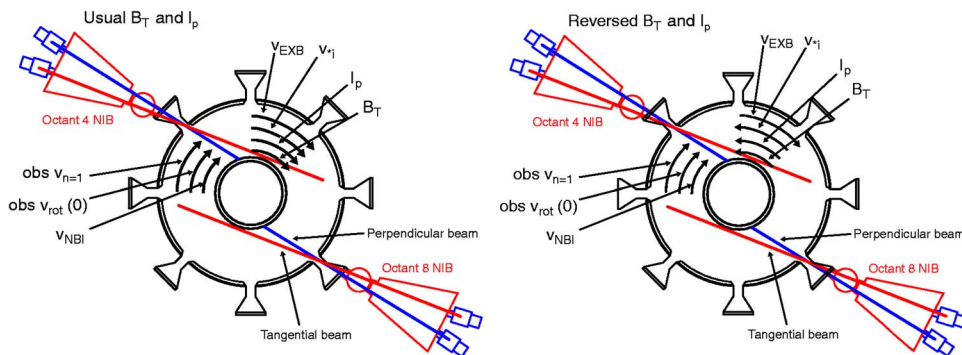 Usual B_T and I_p
v_EXB
v_*i
I_p
B_T
Octant 4 NIB
obs v_n=1
obs v_rot (0)
v_NBI
Perpendicular beam
Octant 8 NIB
Tangential beam
Reversed B_T and I_p
v_EXB
v_*i
I_p
B_T
Octant 4 NIB
obs v_n=1
obs v_rot (0)
v_NBI
Perpendicular beam
Octant 8 NIB
Tangential beam